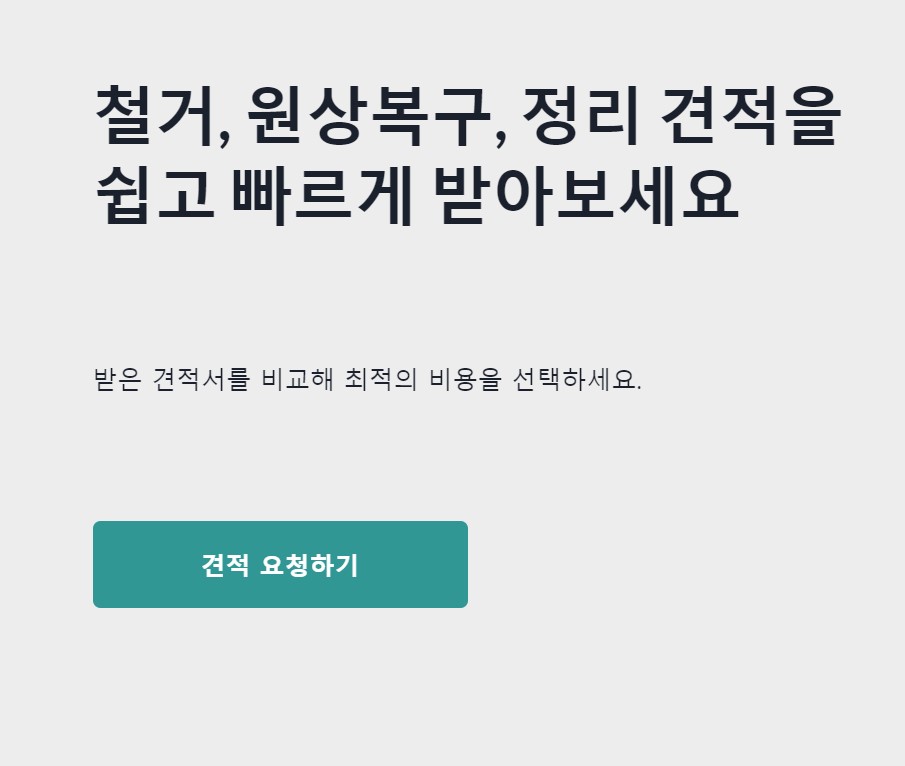 철거, 원상복구, 정리 견적을
쉽고 빠르게 받아보세요
받은 견적서를 비교해 최적의 비용을 선택하세요.
견적 요청하기